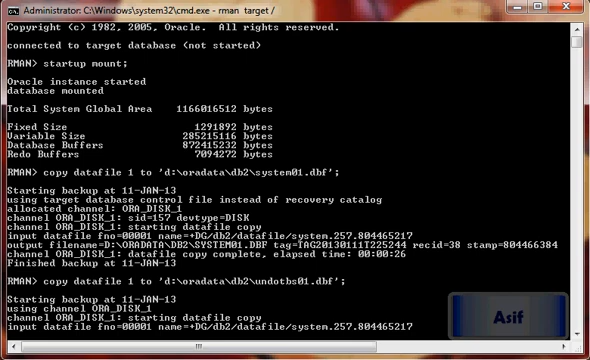 Administrator: C:\Windows\system32\cmd.exe - rman target /
Copyright (c) 1982, 2005, Oracle. All rights reserved.
connected to target database (not started)
RMAN> startup mount;
Oracle instance started
database mounted
Total System Global Area 1166016512 bytes
Fixed Size 1291892 bytes
Variable Size 285215116 bytes
Database Buffers 872415232 bytes
Redo Buffers 7094272 bytes
RMAN> copy datafile 1 to 'd:\oradata\db2\system01.dbf';
Starting backup at 11-JAN-13
using target database control file instead of recovery catalog
allocated channel: ORA_DISK_1
channel ORA_DISK_1: sid=157 devtype=DISK
channel ORA_DISK_1: starting datafile copy
input datafile fno=00001 name=+DG/db2/datafile/system.257.804465217
output filename=D:\ORADATA\DB2\SYSTEM01.DBF tag=TAG20130111T225244 recid=38 stamp=804466384
channel ORA_DISK_1: datafile copy complete, elapsed time: 00:00:26
Finished backup at 11-JAN-13
RMAN> copy datafile 1 to 'd:\oradata\db2\undotbs01.dbf';
Starting backup at 11-JAN-13
using channel ORA_DISK_1
channel ORA_DISK_1: starting datafile copy
input datafile fno=00001 name=+DG/db2/datafile/system.257.804465217
Asif